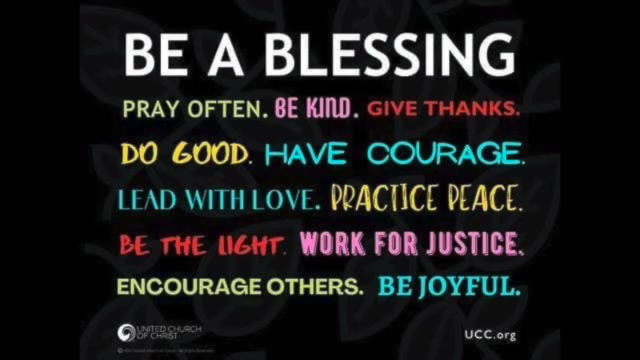 BE A BLESSING
PRAY OFTEN. BE KIND. GIVE THANKS.
DO GOOD. HAVE COURAGE.
LEAD WITH LOVE. PRACTICE PEACE.
BE THE LIGHT. WORK FOR JUSTICE.
ENCOURAGE OTHERS. BE JOYFUL.
UNITED CHURCH
OF CHRIST
UCC.org